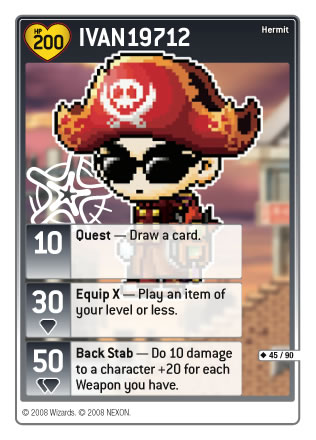 HP
200
IVAN19712
Hermit
10
Quest — Draw a card.
30
Equip X — Play an item of
your level or less.
50
Back Stab — Do 10 damage
to a character +20 for each
Weapon you have.
◆ 45 / 90
© 2008 Wizards. © 2008 NEXON.